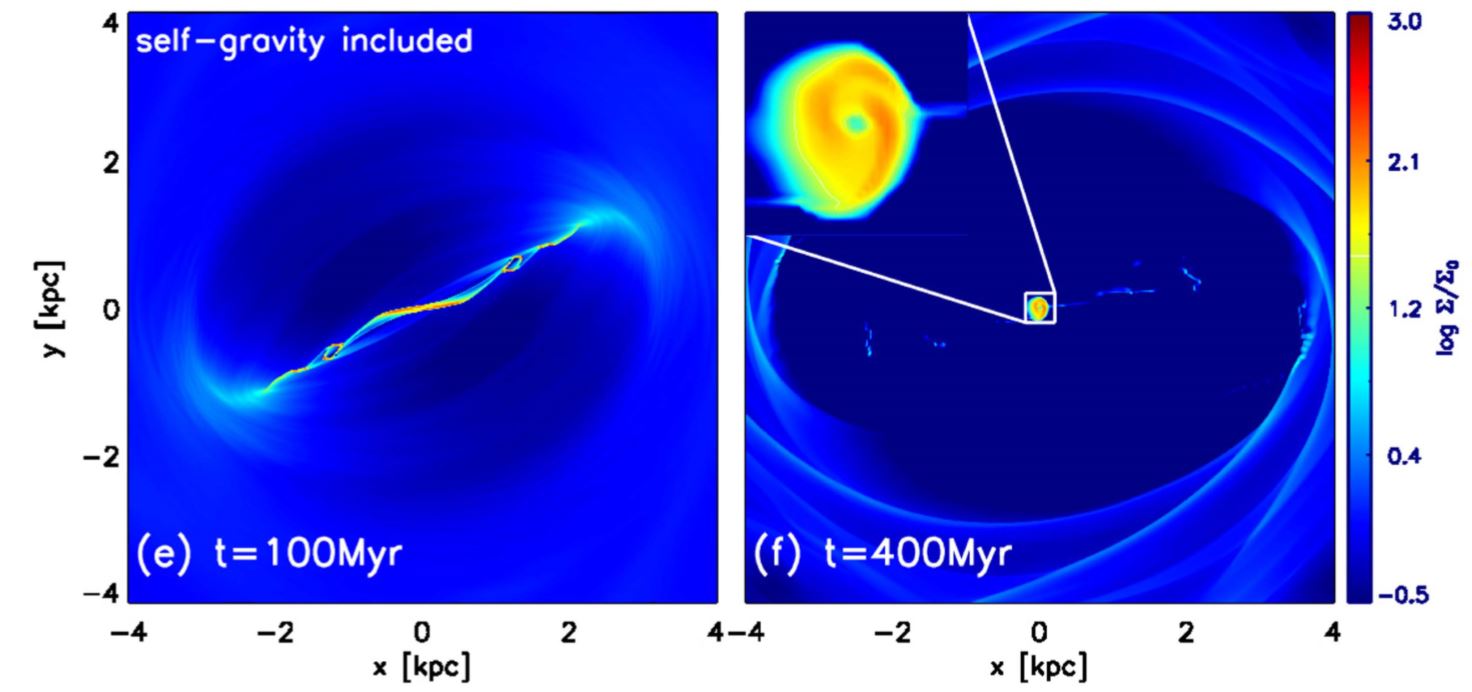 4
self-gravity included
2
0
−2
−4
y [kpc]
(e) t=100Myr
−4 −2 0 2 4
x [kpc]
(f) t=400Myr
−4 −2 0 2 4
x [kpc]
3.0
2.1
1.2
0.4
−0.5
log Σ/Σ₀